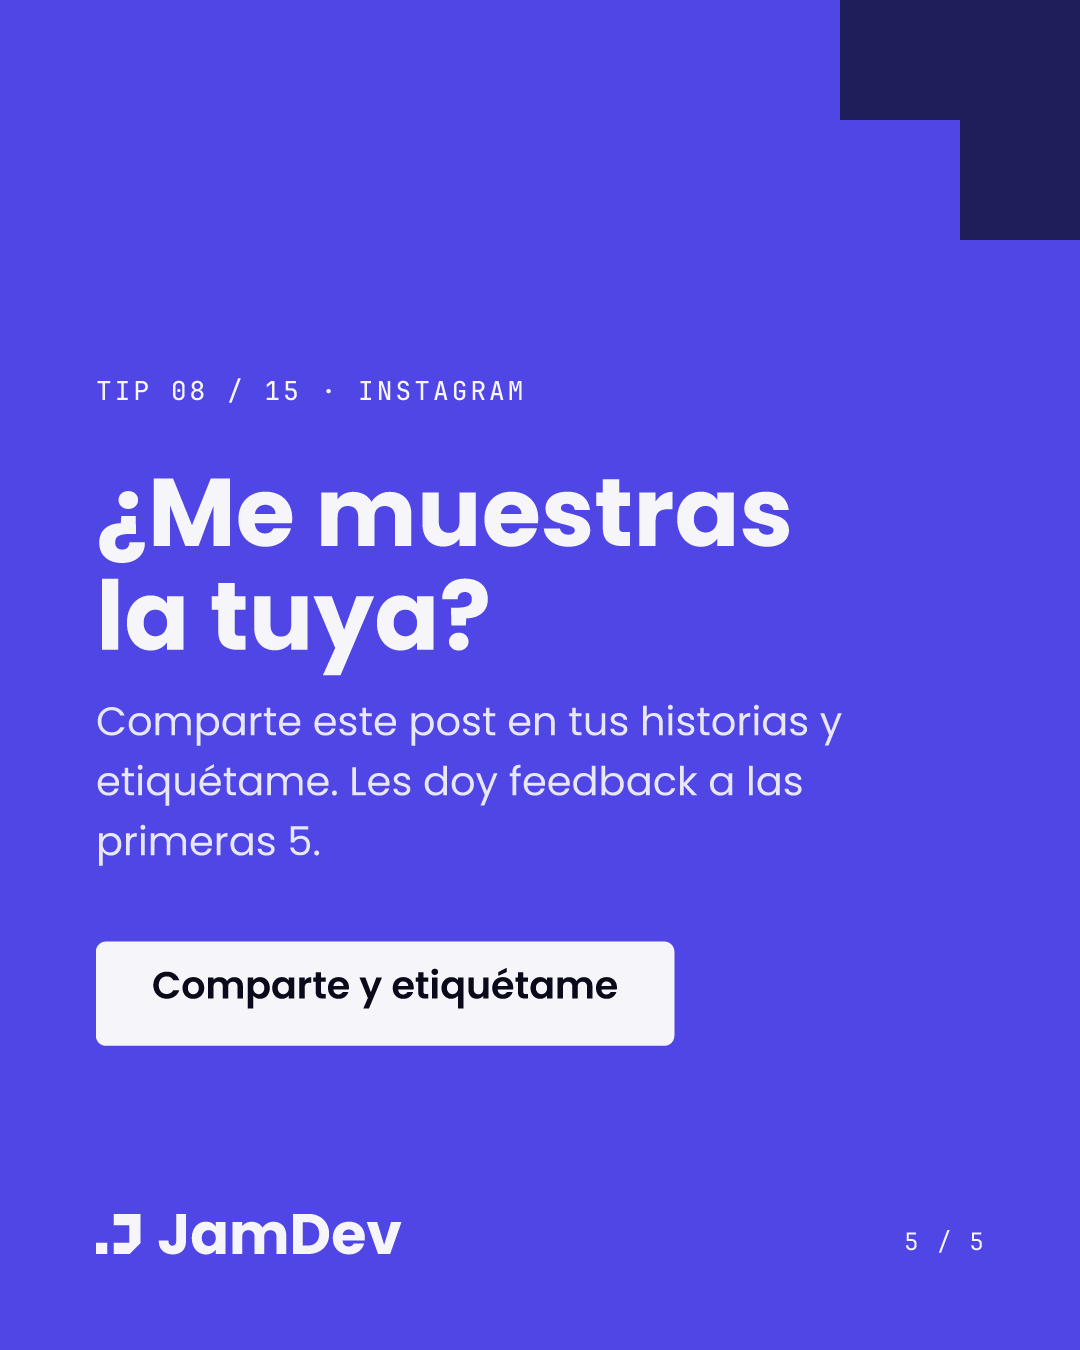 TIP 08 / 15 · INSTAGRAM
¿Me muestras
la tuya?
Comparte este post en tus historias y
etiquétame. Les doy feedback a las
primeras 5.
Comparte y etiquétame
JamDev
5 / 5